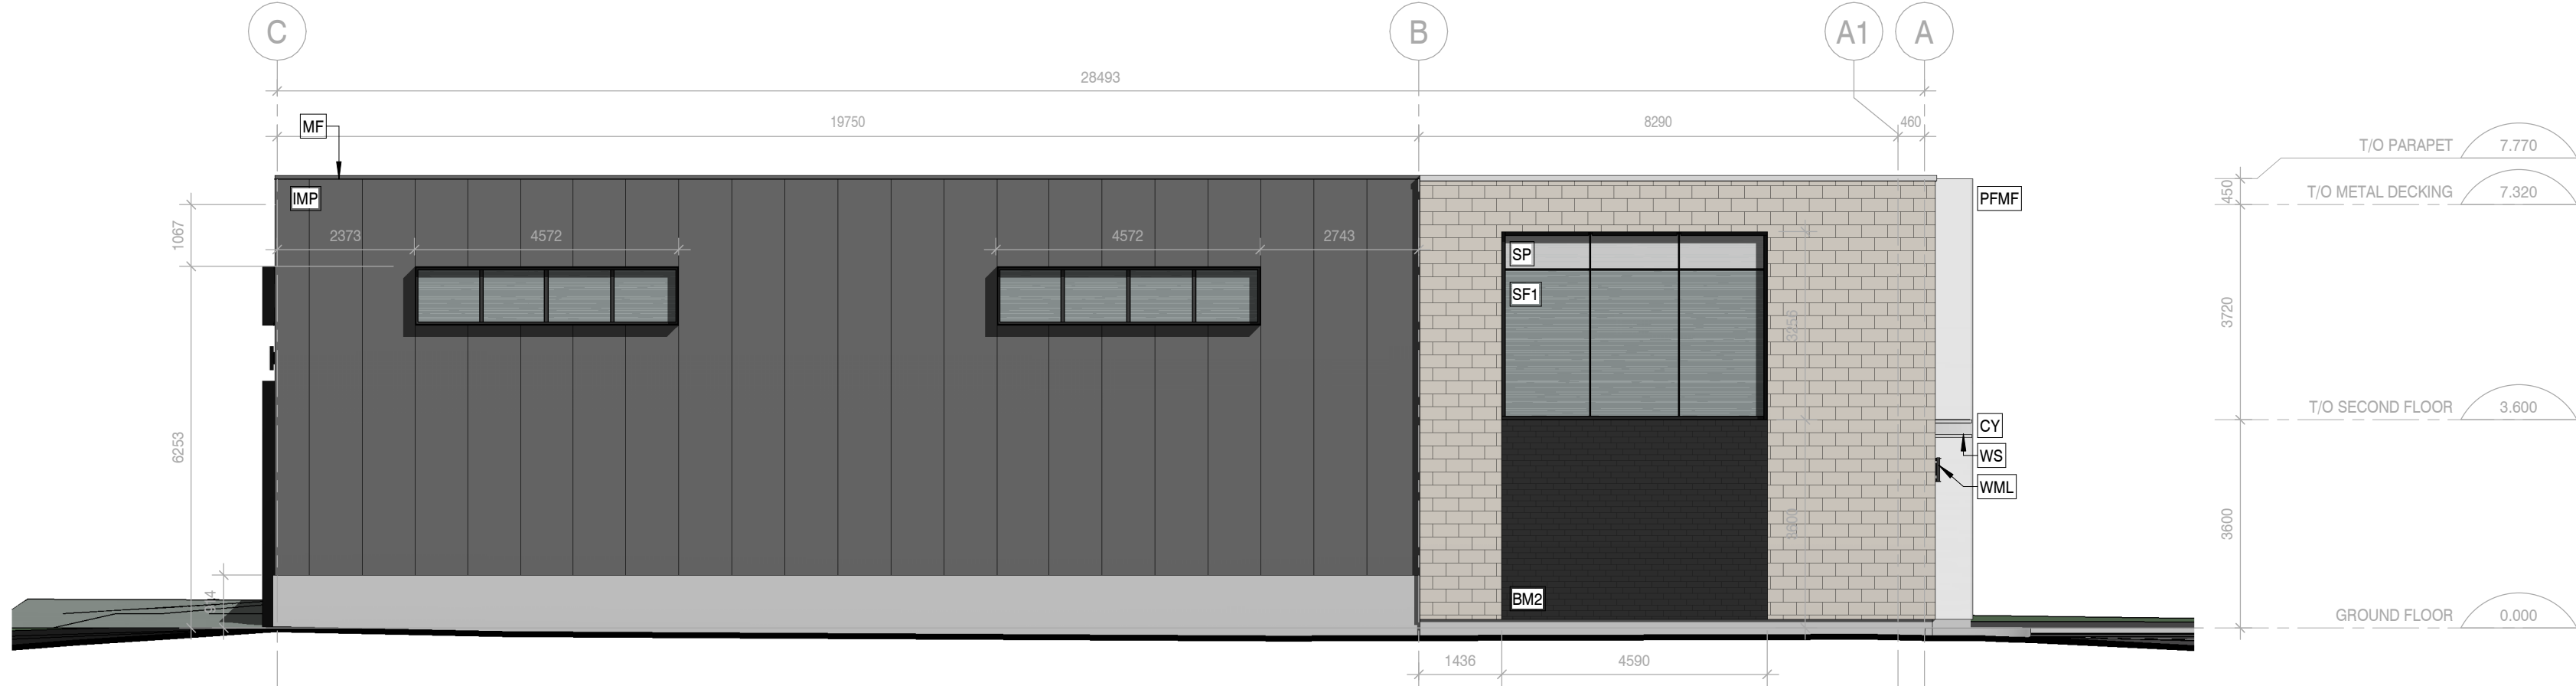 C
B
A1
A
28493
19750
8290
460
MF
IMP
PFMF
T/O PARAPET 7.770
T/O METAL DECKING 7.320
450
1067
2373
4572
4572
2743
SP
SF1
3720
T/O SECOND FLOOR 3.600
CY
WS
WML
6253
3600
BM2
GROUND FLOOR 0.000
1436
4590